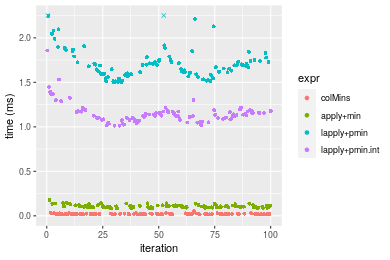 time (ms)
2.0
1.5
1.0
0.5
0.0
0
25
50
75
100
iteration
expr
colMins
apply+min
lapply+pmin
lapply+pmin.int